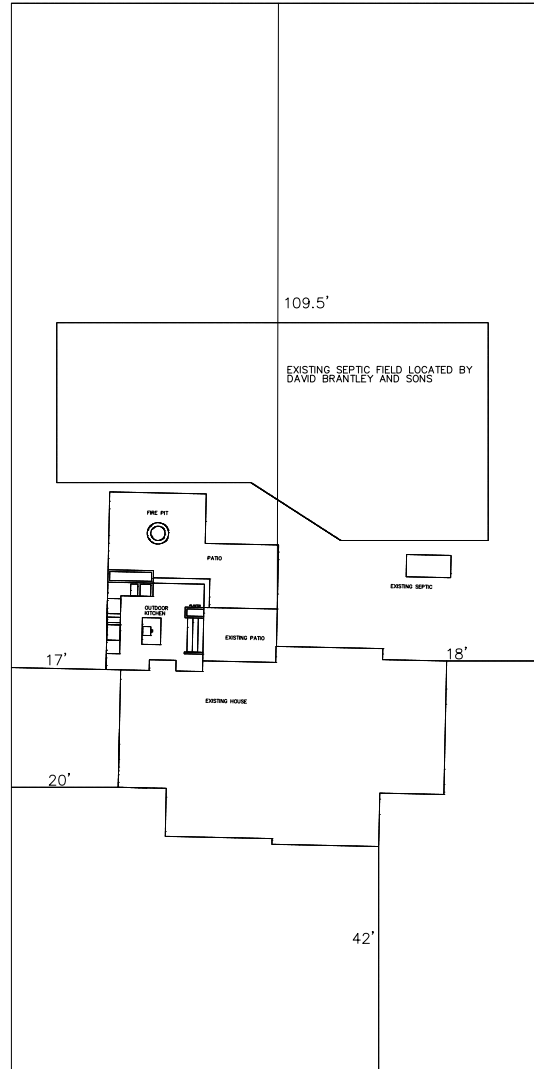 109.5'
EXISTING SEPTIC FIELD LOCATED BY
DAVID BRANTLEY AND SONS
FIRE PIT
PATIO
EXISTING SEPTIC
OUTDOOR
KITCHEN
EXISTING PATIO
17'
18'
EXISTING HOUSE
20'
42'